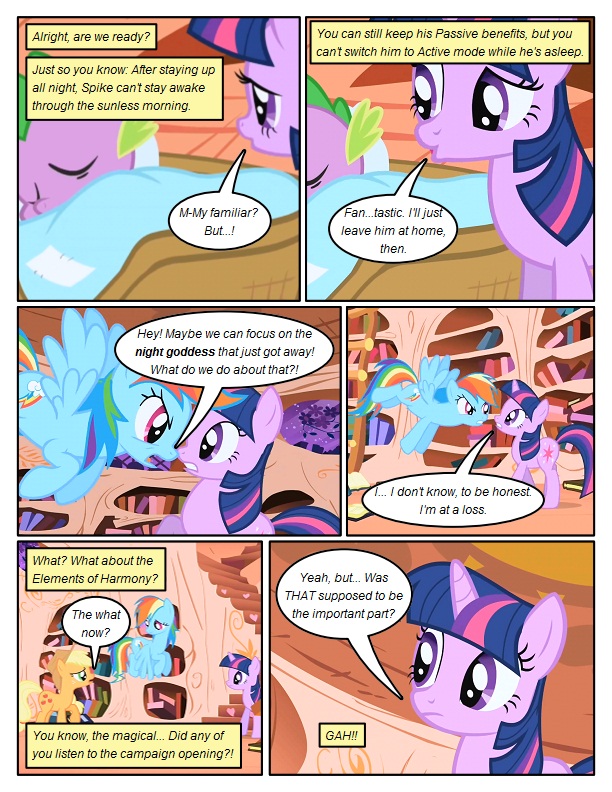 Alright, are we ready?
Just so you know: After staying up
all night, Spike can't stay awake
through the sunless morning.
M-My familiar?
But...!
You can still keep his Passive benefits, but you
can't switch him to Active mode while he's asleep.
Fan...tastic. I'll just
leave him at home,
then.
Hey! Maybe we can focus on the
night goddess that just got away!
What do we do about that?!
I... I don't know, to be honest.
I'm at a loss.
What? What about the
Elements of Harmony?
The what
now?
You know, the magical... Did any of
you listen to the campaign opening?!
Yeah, but... Was
THAT supposed to be
the important part?
GAH!!